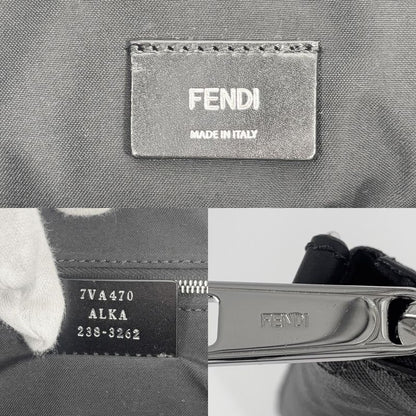 FENDI
MADE IN ITALY
7VA470
ALKA
238-3262
FENDI